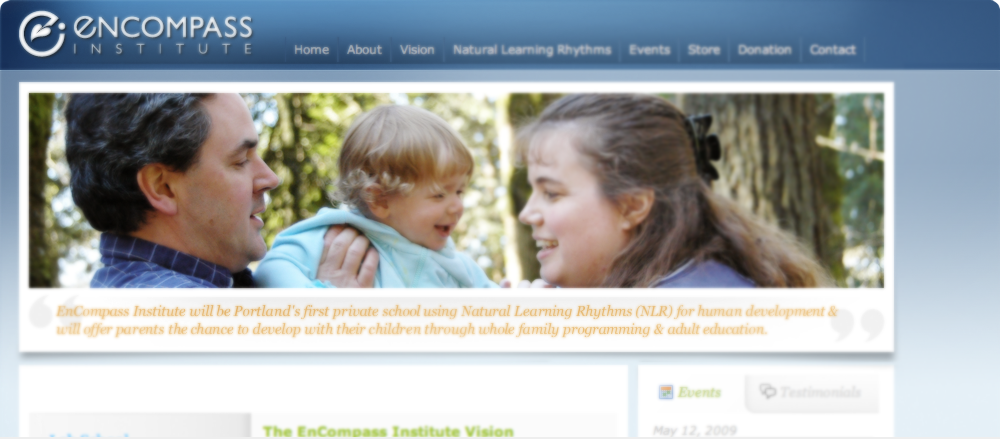 enCOMPASS
INSTITUTE
Home About Vision Natural Learning Rhythms Events Store Donation Contact
EnCompass Institute will be Portland's first private school using Natural Learning Rhythms (NLR) for human development &
will offer parents the chance to develop with their children through whole family programming & adult education.
Events Testimonials
The EnCompass Institute Vision
May 12, 2009